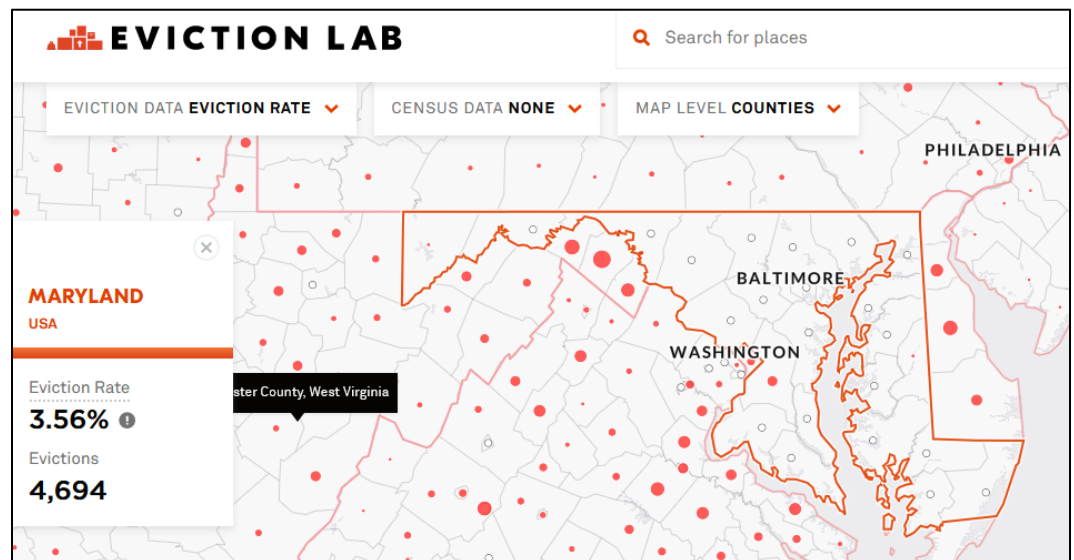 EVICTION LAB
Search for places
EVICTION DATA EVICTION RATE
CENSUS DATA NONE
MAP LEVEL COUNTIES
PHILADELPHIA
MARYLAND
USA
BALTIMORE
WASHINGTON
Eviction Rate
3.56%
ster County, West Virginia
Evictions
4,694